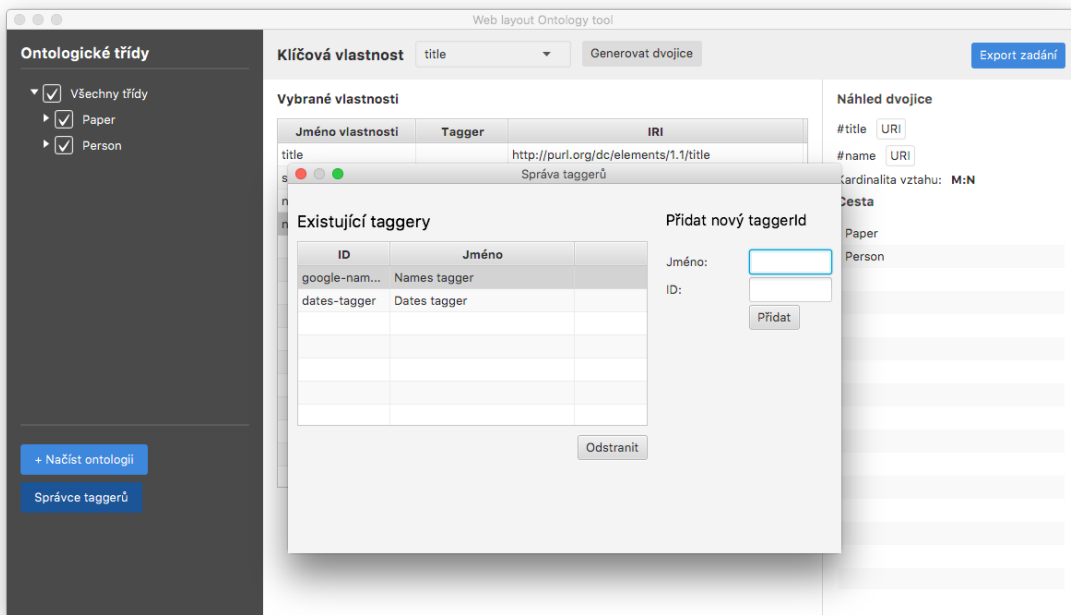 Web layout Ontology tool
Ontologické třídy
Všechny třídy
Paper
Person
+ Načíst ontologii
Správce taggerů
Klíčová vlastnost title Generovat dvojice Export zadání
Vybrané vlastnosti
Jméno vlastnosti Tagger IRI
title http://purl.org/dc/elements/1.1/title
s
n
n
Správa taggerů
Existující taggery
ID Jméno
google-nam... Names tagger
dates-tagger Dates tagger
Odstranit
Přidat nový taggerId
Jméno:
ID:
Přidat
Náhled dvojice
#title URI
#name URI
Kardinalita vztahu: M:N
Cesta
Paper
Person